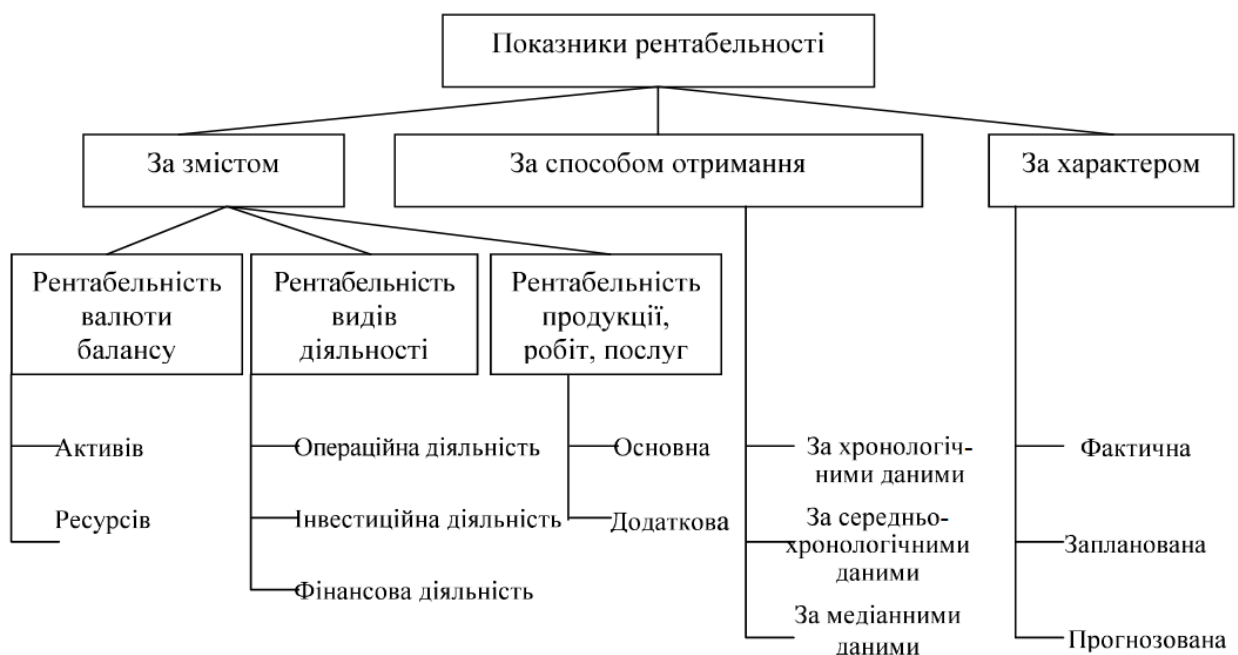 Показники рентабельності
За змістом
За способом отримання
За характером
Рентабельність
валюти
балансу
Рентабельність
видів
діяльності
Рентабельність
продукції,
робіт, послуг
Активів
Ресурсів
Операційна діяльність
Інвестиційна діяльність
Фінансова діяльність
Основна
Додаткова
За хронологіч-
ними даними
За середньо-
хронологічними
даними
За медіанними
даними
Фактична
Запланована
Прогнозована